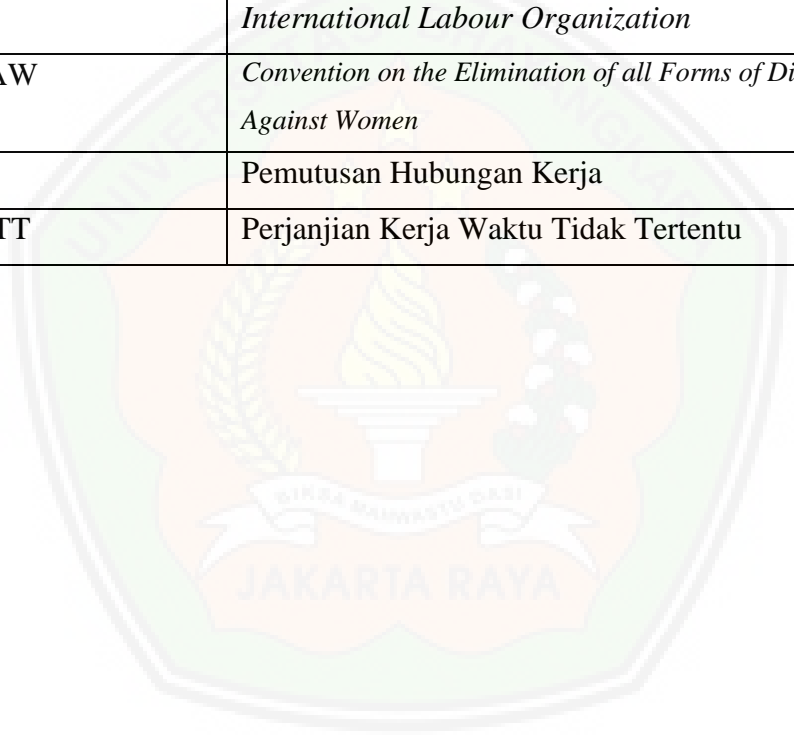 International Labour Organization
AW Convention on the Elimination of all Forms of Di
Against Women
Pemutusan Hubungan Kerja
TT Perjanjian Kerja Waktu Tidak Tertentu
JAKARTA RAYA